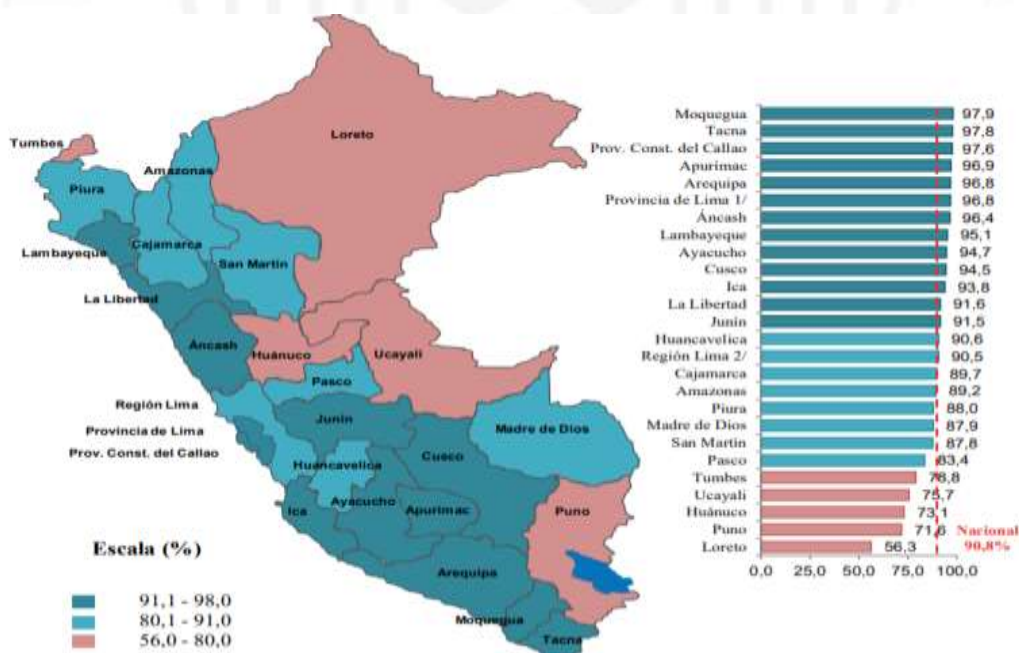 Loreto
Tumbes
Amazonas
Piura
Cajamarca
Lambayeque
San Martin
La Libertad
Áncash
Huánuco
Ucayali
Pasco
Región Lima
Junin
Provincia de Lima
Madre de Dios
Prov. Const. del Callao
Cusco
Huancavelica
Ayacucho
Apurimac
Ica
Puno
Arequipa
Moquegua
Tacna
Escala (%)
91,1 - 98,0
80,1 - 91,0
56,0 - 80,0
Moquegua 97,9
Tacna 97,8
Prov. Const. del Callao 97,6
Apurimac 96,9
Arequipa 96,8
Provincia de Lima 1/ 96,8
Áncash 96,4
Lambayeque 95,1
Ayacucho 94,7
Cusco 94,5
Ica 93,8
La Libertad 91,6
Junin 91,5
Huancavelica 90,6
Región Lima 2/ 90,5
Cajamarca 89,7
Amazonas 89,2
Piura 88,0
Madre de Dios 87,9
San Martin 87,8
Pasco 83,4
Tumbes 78,8
Ucayali 75,7
Huánuco 73,1
Puno 71,6
Loreto 56,3
Nacional
90,8%
0,0 25,0 50,0 75,0 100,0